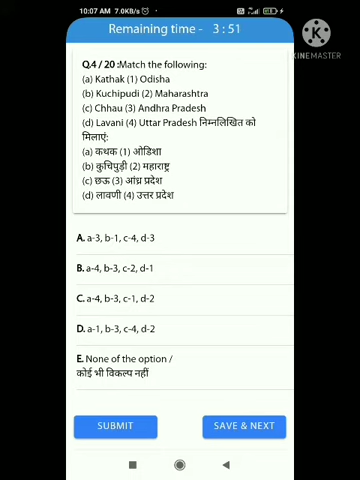 10:07 AM 7.0KB/s
Remaining time - 3 : 51
KINEMASTER
Q.4 / 20 :Match the following:
(a) Kathak (1) Odisha
(b) Kuchipudi (2) Maharashtra
(c) Chhau (3) Andhra Pradesh
(d) Lavani (4) Uttar Pradesh निम्नलिखित को
मिलाएं:
(a) कथक (1) ओडिशा
(b) कुचिपुड़ी (2) महाराष्ट्र
(c) छऊ (3) आंध्र प्रदेश
(d) लावणी (4) उत्तर प्रदेश
A. a-3, b-1, c-4, d-3
B. a-4, b-3, c-2, d-1
C. a-4, b-3, c-1, d-2
D. a-1, b-3, c-4, d-2
E. None of the option /
कोई भी विकल्प नहीं
SUBMIT SAVE & NEXT